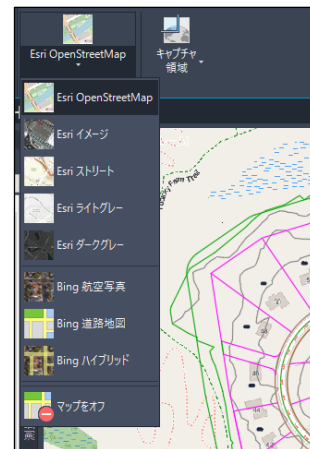 Esri OpenStreetMap
キャプチャ
領域
Esri OpenStreetMap
Esri イメージ
Esri ストリート
Esri ライトグレー
Esri ダークグレー
Bing 航空写真
Bing 道路地図
Bing ハイブリッド
マップをオフ
Trail
44